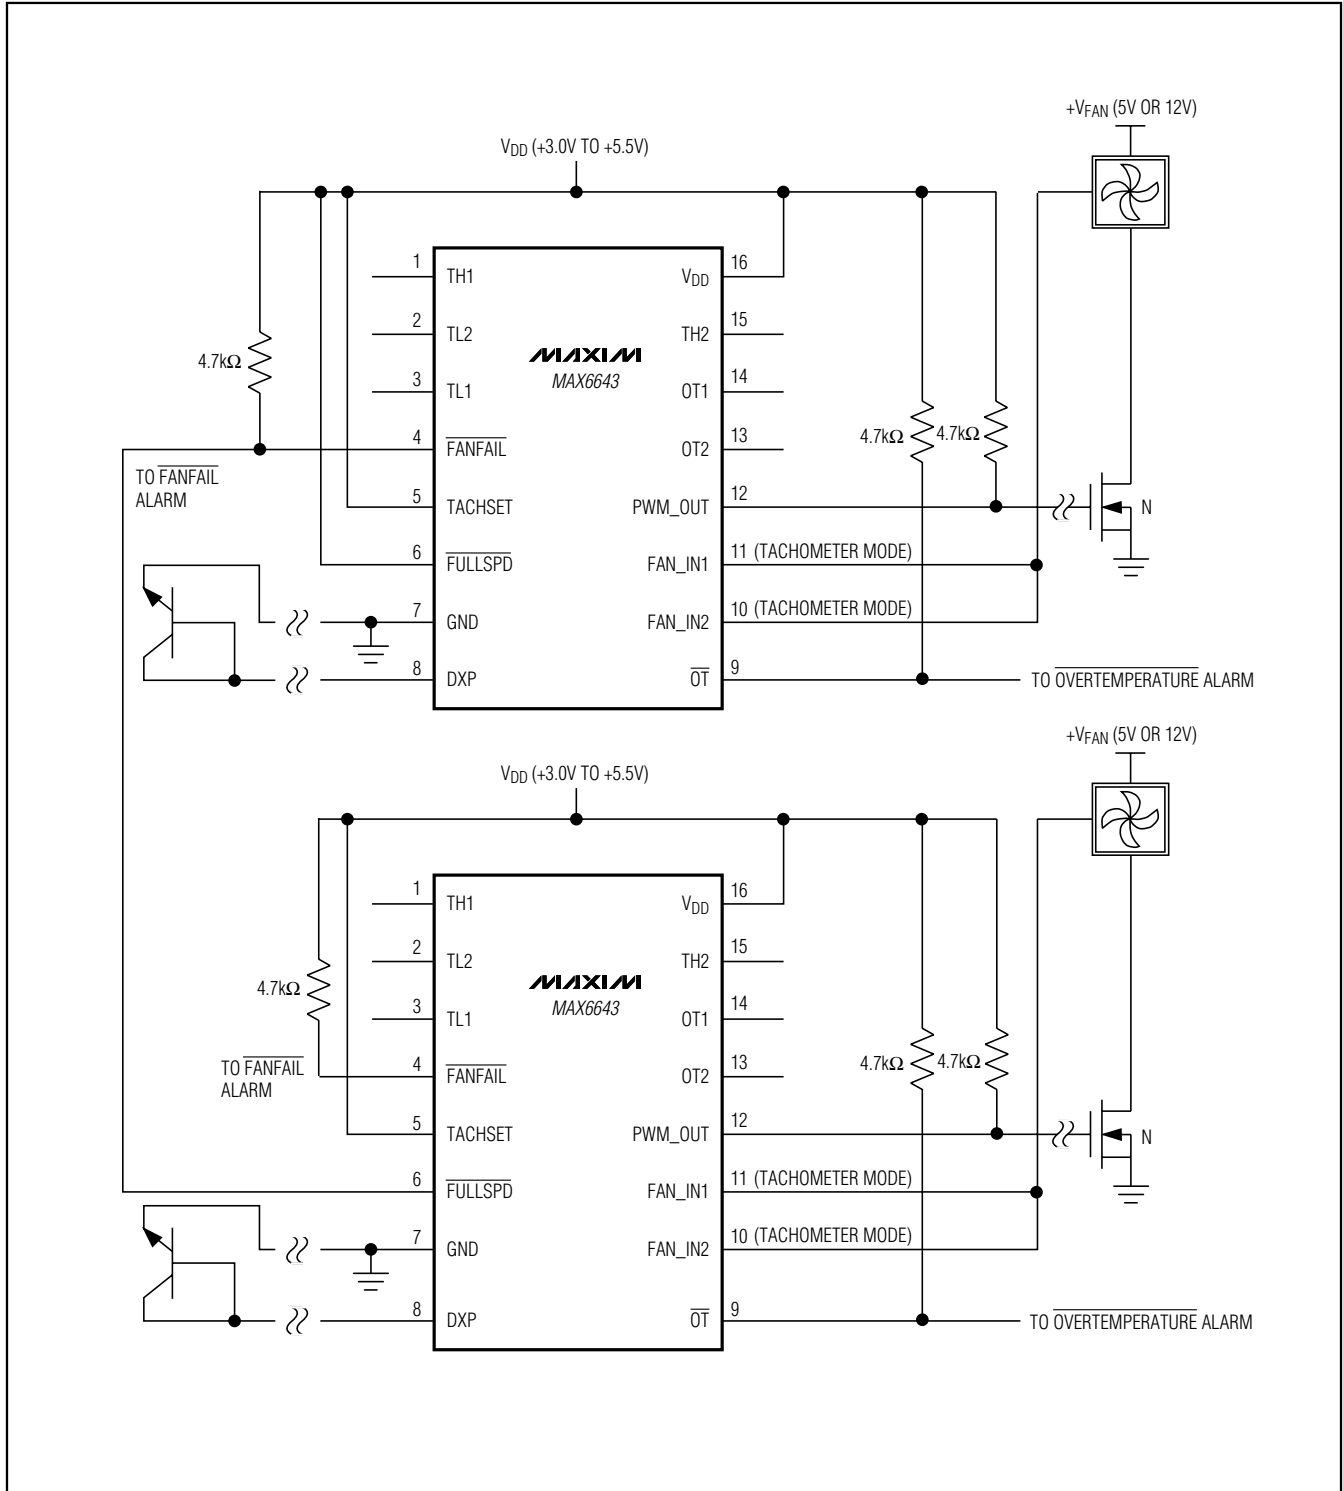 +VFAN (5V OR 12V)
VDD (+3.0V TO +5.5V)
1
TH1
VDD
16
2
TL2
TH2
15
4.7kΩ
MAXIM
MAX6643
3
TL1
OT1
14
4
FANFAIL
OT2
13
4.7kΩ
4.7kΩ
TO FANFAIL
ALARM
5
TACHSET
PWM_OUT
12
N
6
FULLSPD
FAN_IN1
11 (TACHOMETER MODE)
7
GND
FAN_IN2
10 (TACHOMETER MODE)
8
DXP
OT
9
TO OVERTEMPERATURE ALARM
+VFAN (5V OR 12V)
VDD (+3.0V TO +5.5V)
1
TH1
VDD
16
2
TL2
TH2
15
4.7kΩ
MAXIM
MAX6643
3
TL1
OT1
14
TO FANFAIL
ALARM
4
FANFAIL
OT2
13
4.7kΩ
4.7kΩ
5
TACHSET
PWM_OUT
12
N
6
FULLSPD
FAN_IN1
11 (TACHOMETER MODE)
7
GND
FAN_IN2
10 (TACHOMETER MODE)
8
DXP
OT
9
TO OVERTEMPERATURE ALARM